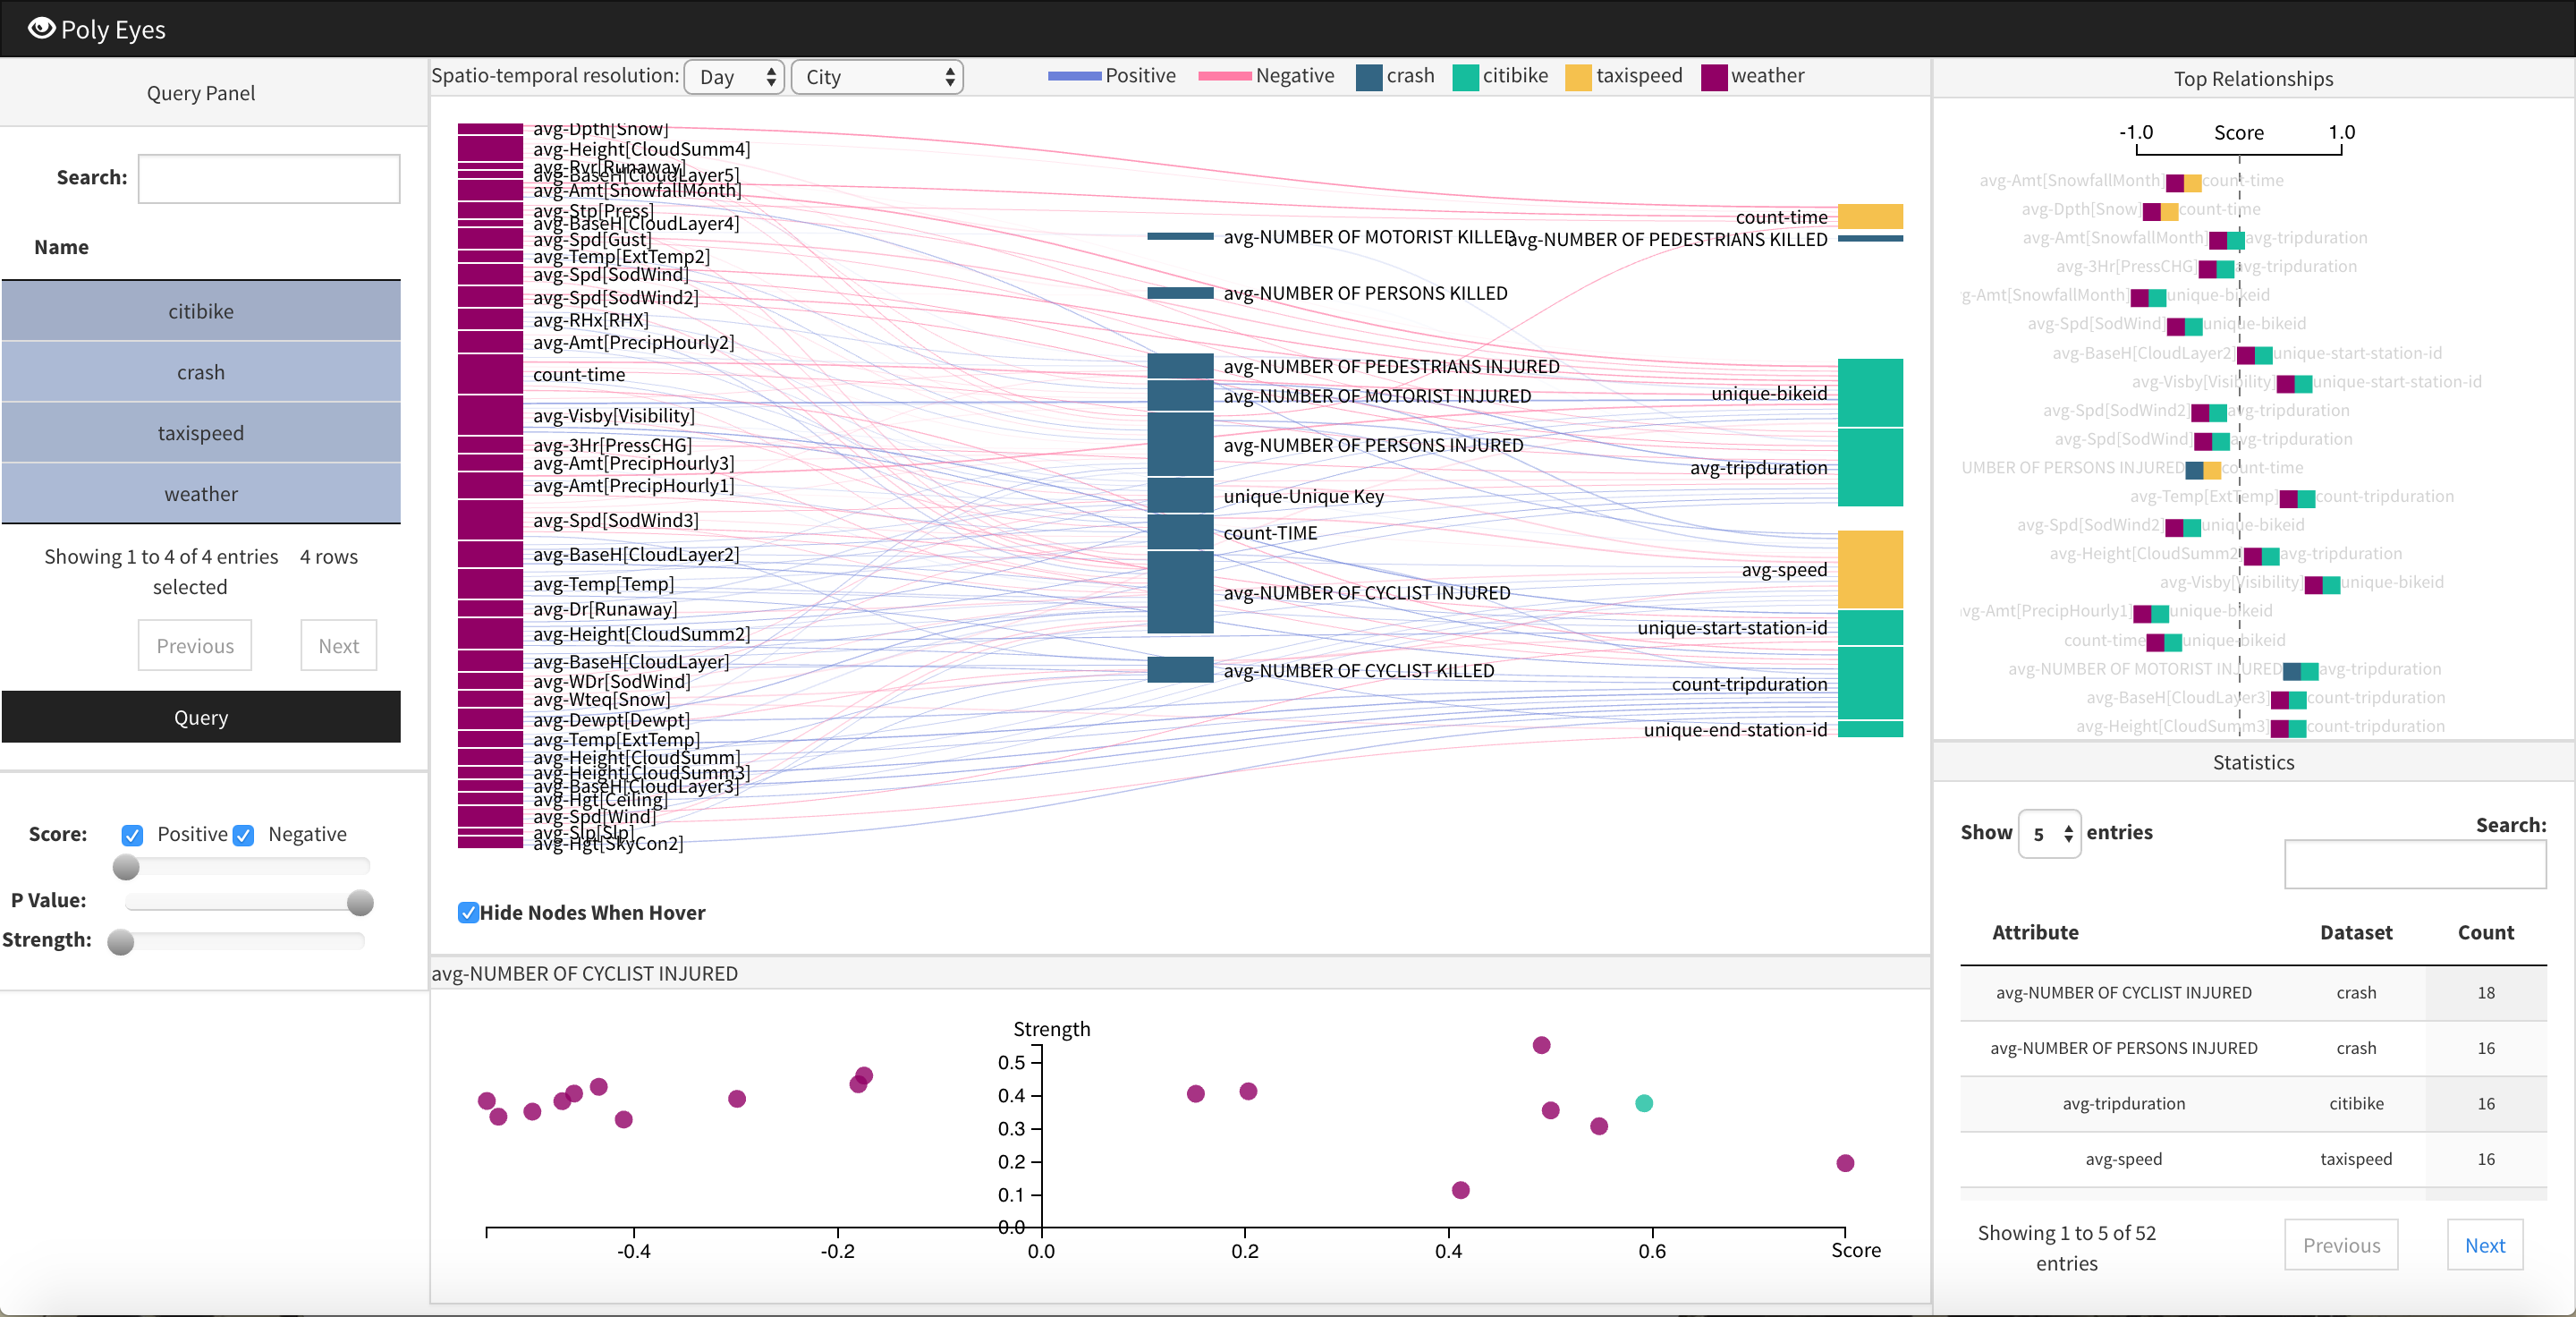 Poly Eyes
Query Panel
Search:
Name
citibike
crash
taxispeed
weather
Showing 1 to 4 of 4 entries 4 rows
selected
Previous Next
Query
Score: Positive Negative
P Value:
Strength:
Spatio-temporal resolution: Day City Positive Negative crash citibike taxispeed weather
avg-Dpth[Snow]
avg-Height[CloudSumm4]
avg-Rvr[Runaway]
avg-BaseH[CloudLayer5]
avg-Amt[SnowfallMonth]
avg-Stp[Press]
avg-BaseH[CloudLayer4]
avg-Spd[Gust]
avg-Temp[ExtTemp2]
avg-Spd[SodWind]
avg-Spd[SodWind2]
avg-RHx[RHX]
avg-Amt[PrecipHourly2]
count-time
avg-Visby[Visibility]
avg-3Hr[PressCHG]
avg-Amt[PrecipHourly3]
avg-Amt[PrecipHourly1]
avg-Spd[SodWind3]
avg-BaseH[CloudLayer2]
avg-Temp[Temp]
avg-Dr[Runaway]
avg-Height[CloudSumm2]
avg-BaseH[CloudLayer]
avg-WDr[SodWind]
avg-Wteq[Snow]
avg-Dewpt[Dewpt]
avg-Temp[ExtTemp]
avg-Height[CloudSumm]
avg-Height[CloudSumm3]
avg-BaseH[CloudLayer3]
avg-Hgt[Ceiling]
avg-Spd[Wind]
avg-Slp[Slp]
avg-Hgt[SkyCon2]
avg-NUMBER OF MOTORIST KILLED
avg-NUMBER OF PERSONS KILLED
avg-NUMBER OF PEDESTRIANS INJURED
avg-NUMBER OF MOTORIST INJURED
avg-NUMBER OF PERSONS INJURED
unique-Unique Key
count-TIME
avg-NUMBER OF CYCLIST INJURED
avg-NUMBER OF CYCLIST KILLED
count-time
avg-NUMBER OF PEDESTRIANS KILLED
unique-bikeid
avg-tripduration
avg-speed
unique-start-station-id
count-tripduration
unique-end-station-id
Hide Nodes When Hover
avg-NUMBER OF CYCLIST INJURED
Strength
0.5
0.4
0.3
0.2
0.1
0.0
-0.4 -0.2 0.0 0.2 0.4 0.6 Score
Top Relationships
-1.0 Score 1.0
avg-Amt[SnowfallMonth] count-time
avg-Dpth[Snow] count-time
avg-Amt[SnowfallMonth] avg-tripduration
avg-3Hr[PressCHG] avg-tripduration
g-Amt[SnowfallMonth] unique-bikeid
avg-Spd[SodWind] unique-bikeid
avg-BaseH[CloudLayer2] unique-start-station-id
avg-Visby[Visibility] unique-start-station-id
avg-Spd[SodWind2] avg-tripduration
avg-Spd[SodWind] avg-tripduration
UMBER OF PERSONS INJURED count-time
avg-Temp[ExtTemp] count-tripduration
avg-Spd[SodWind2] unique-bikeid
avg-Height[CloudSumm2] avg-tripduration
avg-Visby[Visibility] unique-bikeid
avg-Amt[PrecipHourly1] unique-bikeid
count-time unique-bikeid
avg-NUMBER OF MOTORIST INJURED avg-tripduration
avg-BaseH[CloudLayer3] count-tripduration
avg-Height[CloudSumm3] count-tripduration
Statistics
Show 5 entries Search:
Attribute Dataset Count
avg-NUMBER OF CYCLIST INJURED crash 18
avg-NUMBER OF PERSONS INJURED crash 16
avg-tripduration citibike 16
avg-speed taxispeed 16
Showing 1 to 5 of 52
entries
Previous Next